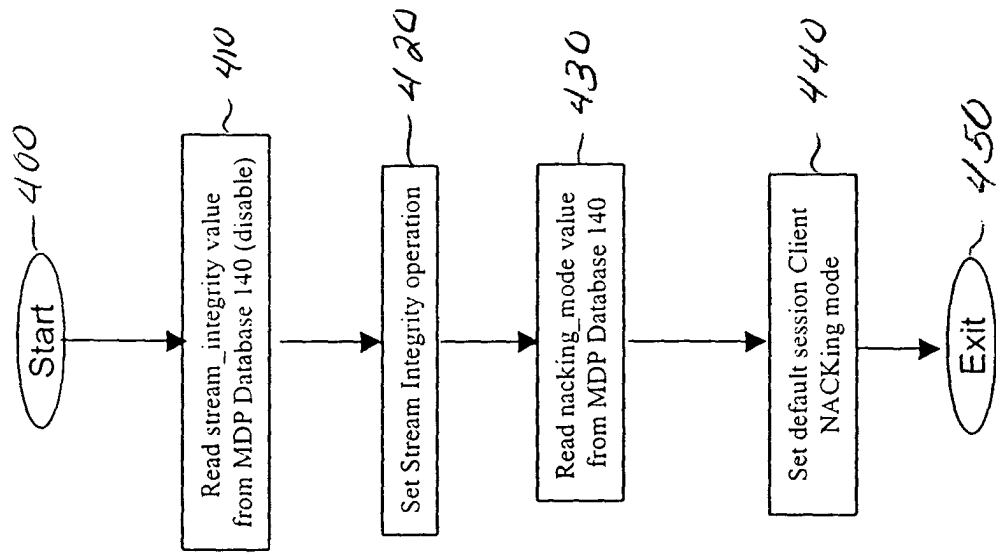 Start
400
Read stream_integrity value
from MDP Database 140 (disable)
410
Set Stream Integrity operation
420
Read nacking_mode value
from MDP Database 140
430
Set default session Client
NACKing mode
440
Exit
450